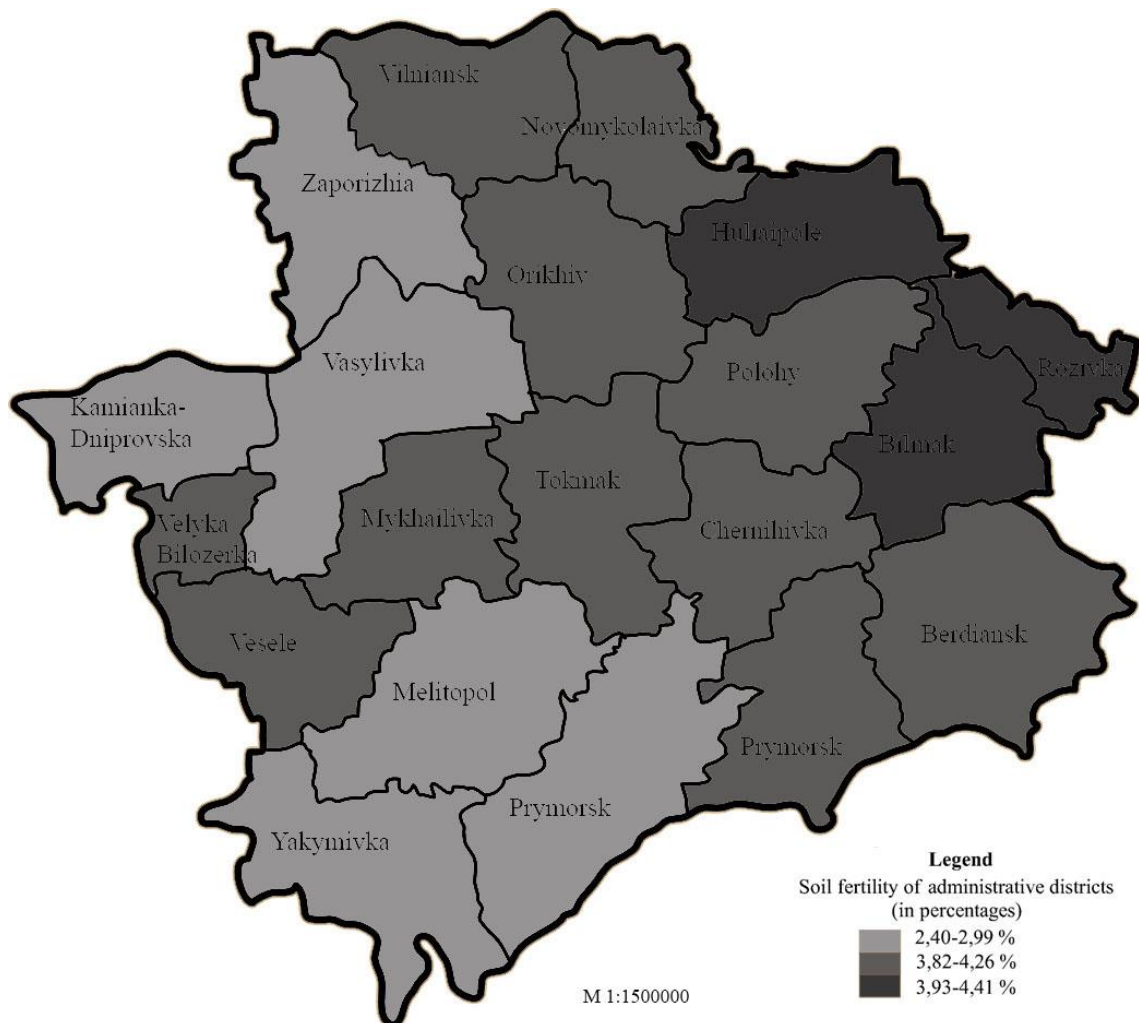 Vilniansk
Novomykolaivka
Zaporizhia
Huliaipole
Orikhiv
Vasylivka
Polohy
Rozivka
Kamianka-
Dniprovska
Bilmak
Tokmak
Velyka
Bilozerka
Mykhailivka
Chernihivka
Vesele
Berdiansk
Melitopol
Prymorsk
Prymorsk
Yakymivka
Legend
Soil fertility of administrative districts
(in percentages)
2,40-2,99 %
3,82-4,26 %
3,93-4,41 %
M 1:1500000